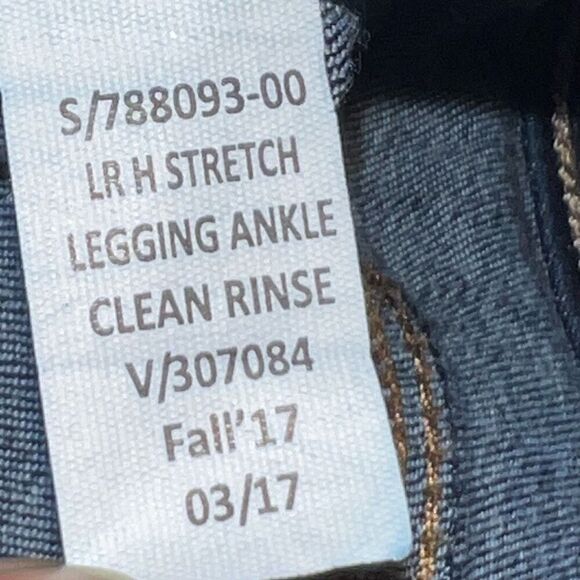 S/788093-00
LR H STRETCH
LEGGING ANKLE
CLEAN RINSE
V/307084
Fall'17
03/17